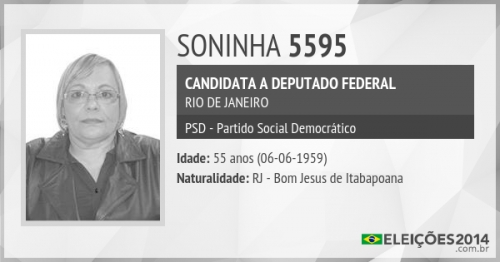 SONINHA 5595
CANDIDATA A DEPUTADO FEDERAL
RIO DE JANEIRO
PSD - Partido Social Democrático
Idade: 55 anos (06-06-1959)
Naturalidade: RJ - Bom Jesus de Itabapoana
ELEIÇÕES2014
.com.br